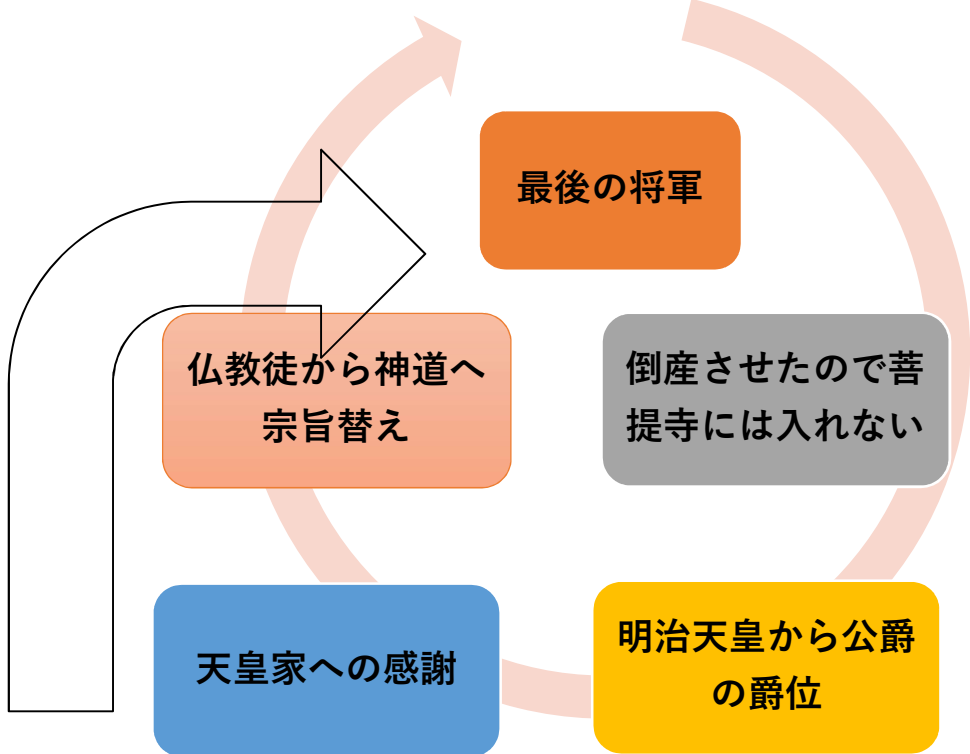 最後の将軍
倒産させたので菩
提寺には入れない
明治天皇から公爵
の爵位
天皇家への感謝
仏教徒から神道へ
宗旨替え